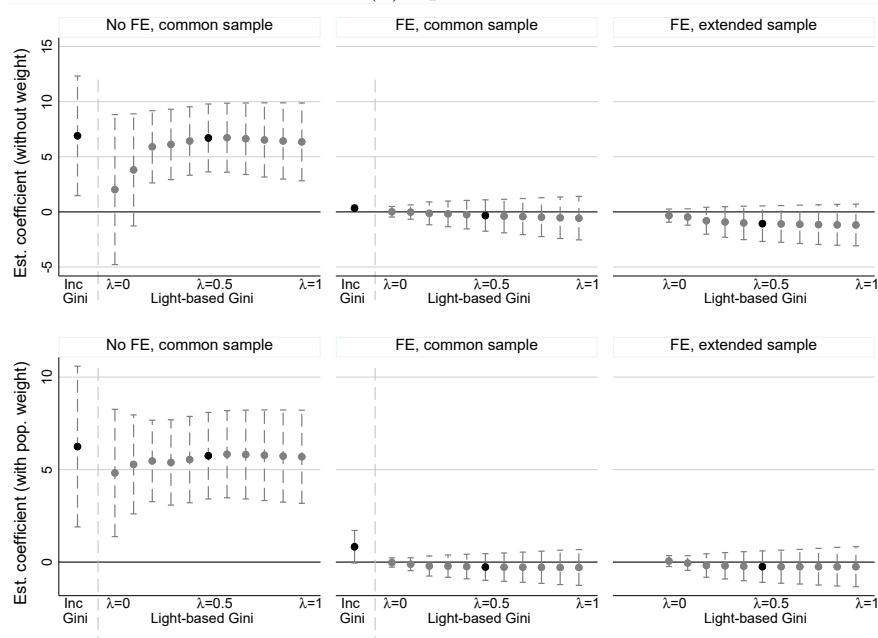 No FE, common sample
FE, common sample
FE, extended sample
Est. coefficient (without weight)
15
10
5
0
-5
Inc Gini
λ=0
λ=0.5
λ=1
Light-based Gini
Inc Gini
λ=0
λ=0.5
λ=1
Light-based Gini
λ=0
λ=0.5
λ=1
Light-based Gini
No FE, common sample
FE, common sample
FE, extended sample
Est. coefficient (with pop. weight)
10
5
0
Inc Gini
λ=0
λ=0.5
λ=1
Light-based Gini
Inc Gini
λ=0
λ=0.5
λ=1
Light-based Gini
λ=0
λ=0.5
λ=1
Light-based Gini